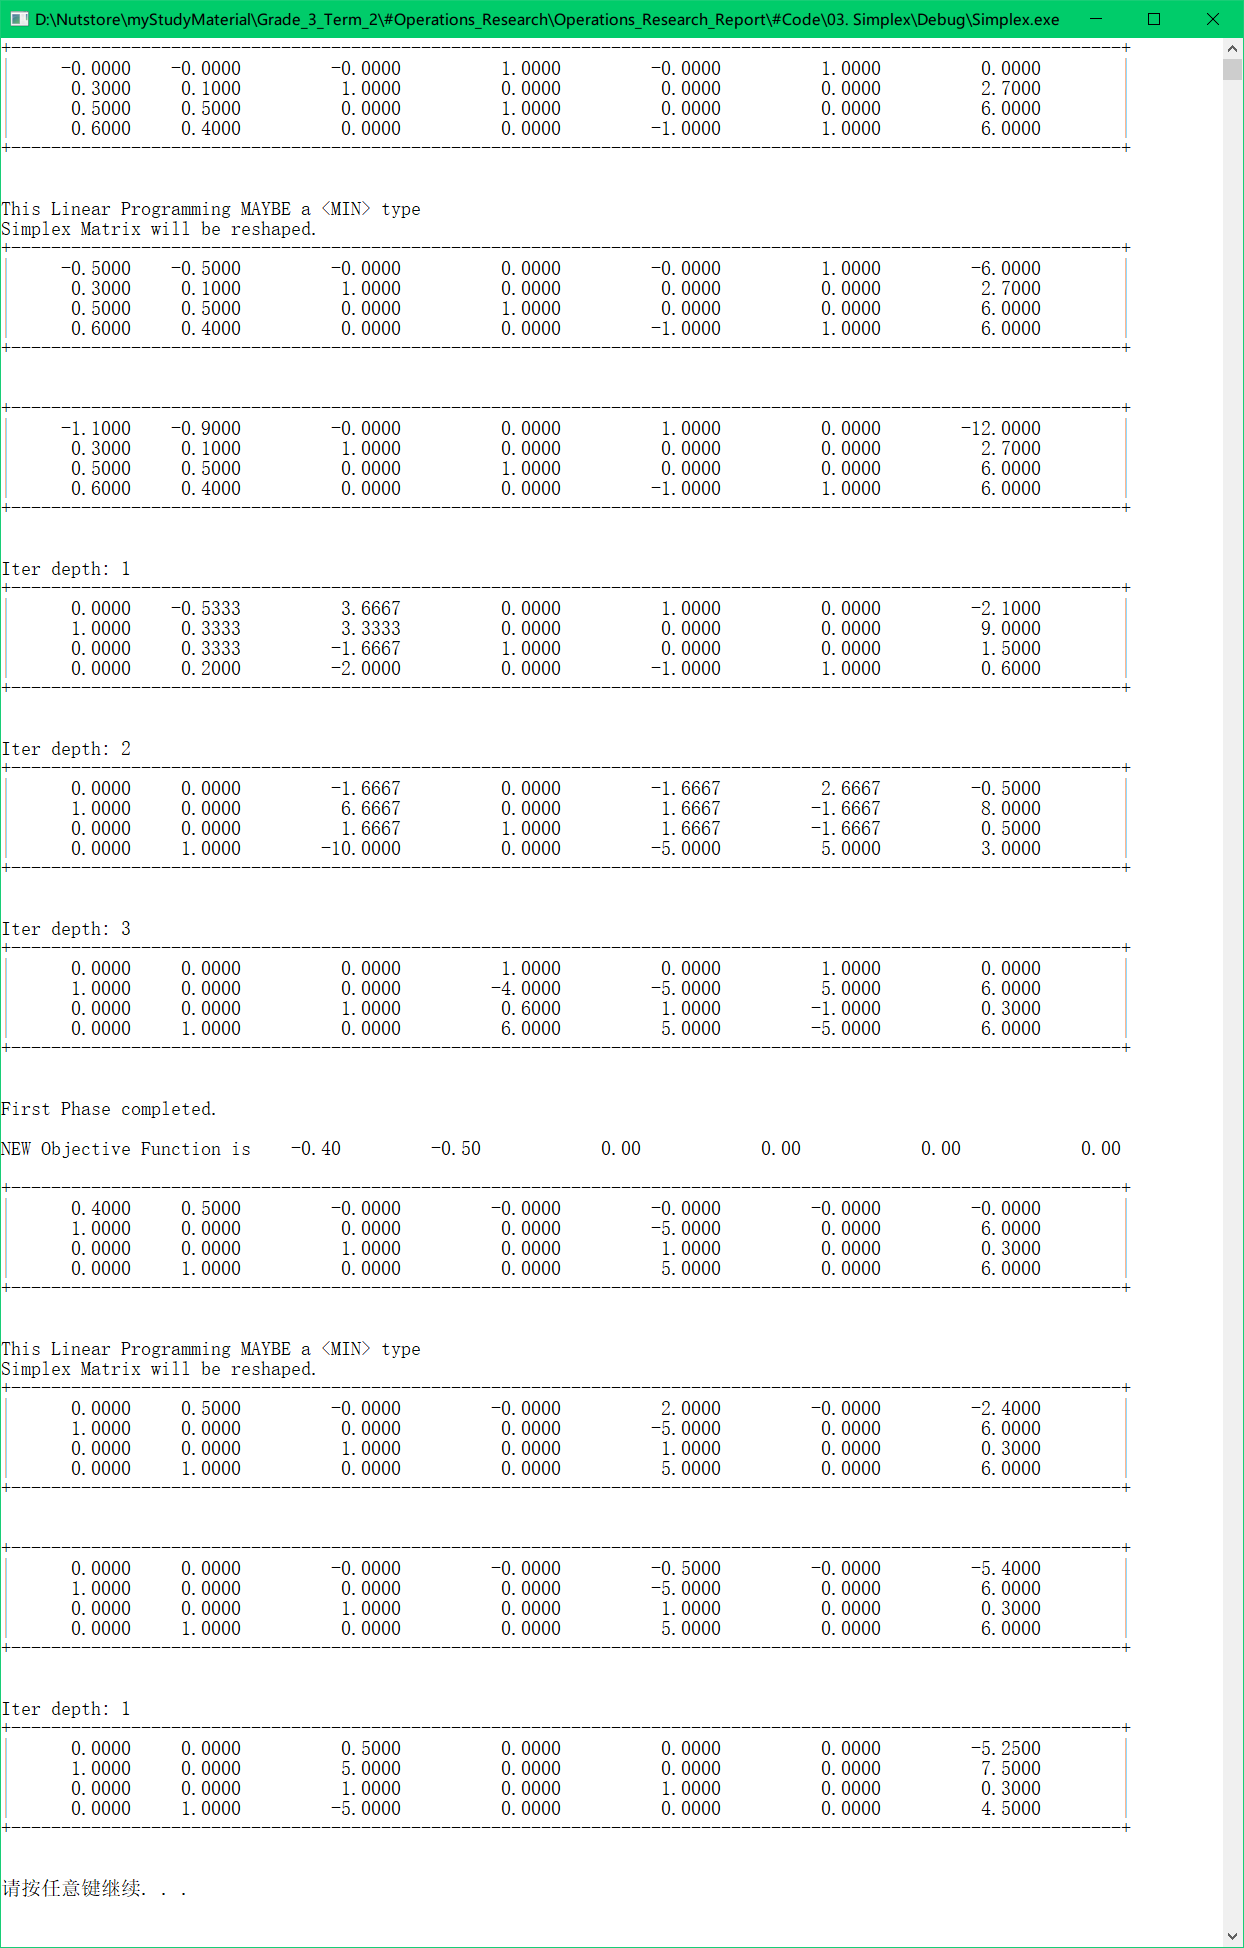 D:\Nutstore\myStudyMaterial\Grade_3_Term_2\#Operations_Research\Operations_Research_Report\#Code\03. Simplex\Debug\Simplex.exe
-0.0000 -0.0000 -0.0000 1.0000 -0.0000 1.0000 0.0000
0.3000 0.1000 1.0000 0.0000 0.0000 0.0000 2.7000
0.5000 0.5000 0.0000 1.0000 0.0000 0.0000 6.0000
0.6000 0.4000 0.0000 0.0000 -1.0000 1.0000 6.0000
This Linear Programming MAYBE a <MIN> type
Simplex Matrix will be reshaped.
-0.5000 -0.5000 -0.0000 0.0000 -0.0000 1.0000 -6.0000
0.3000 0.1000 1.0000 0.0000 0.0000 0.0000 2.7000
0.5000 0.5000 0.0000 1.0000 0.0000 0.0000 6.0000
0.6000 0.4000 0.0000 0.0000 -1.0000 1.0000 6.0000
-1.1000 -0.9000 -0.0000 0.0000 1.0000 0.0000 -12.0000
0.3000 0.1000 1.0000 0.0000 0.0000 0.0000 2.7000
0.5000 0.5000 0.0000 1.0000 0.0000 0.0000 6.0000
0.6000 0.4000 0.0000 0.0000 -1.0000 1.0000 6.0000
Iter depth: 1
0.0000 -0.5333 3.6667 0.0000 1.0000 0.0000 -2.1000
1.0000 0.3333 3.3333 0.0000 0.0000 0.0000 9.0000
0.0000 0.3333 -1.6667 1.0000 0.0000 0.0000 1.5000
0.0000 0.2000 -2.0000 0.0000 -1.0000 1.0000 0.6000
Iter depth: 2
0.0000 0.0000 -1.6667 0.0000 -1.6667 2.6667 -0.5000
1.0000 0.0000 6.6667 0.0000 1.6667 -1.6667 8.0000
0.0000 0.0000 1.6667 1.0000 1.6667 -1.6667 0.5000
0.0000 1.0000 -10.0000 0.0000 -5.0000 5.0000 3.0000
Iter depth: 3
0.0000 0.0000 0.0000 1.0000 0.0000 1.0000 0.0000
1.0000 0.0000 0.0000 -4.0000 -5.0000 5.0000 6.0000
0.0000 0.0000 1.0000 0.6000 1.0000 -1.0000 0.3000
0.0000 1.0000 0.0000 6.0000 5.0000 -5.0000 6.0000
First Phase completed.
NEW Objective Function is -0.40 -0.50 0.00 0.00 0.00 0.00
0.4000 0.5000 -0.0000 -0.0000 -0.0000 -0.0000 -0.0000
1.0000 0.0000 0.0000 0.0000 -5.0000 0.0000 6.0000
0.0000 0.0000 1.0000 0.0000 1.0000 0.0000 0.3000
0.0000 1.0000 0.0000 0.0000 5.0000 0.0000 6.0000
This Linear Programming MAYBE a <MIN> type
Simplex Matrix will be reshaped.
0.0000 0.5000 -0.0000 -0.0000 2.0000 -0.0000 -2.4000
1.0000 0.0000 0.0000 0.0000 -5.0000 0.0000 6.0000
0.0000 0.0000 1.0000 0.0000 1.0000 0.0000 0.3000
0.0000 1.0000 0.0000 0.0000 5.0000 0.0000 6.0000
0.0000 0.0000 -0.0000 -0.0000 -0.5000 -0.0000 -5.4000
1.0000 0.0000 0.0000 0.0000 -5.0000 0.0000 6.0000
0.0000 0.0000 1.0000 0.0000 1.0000 0.0000 0.3000
0.0000 1.0000 0.0000 0.0000 5.0000 0.0000 6.0000
Iter depth: 1
0.0000 0.0000 0.5000 0.0000 0.0000 0.0000 -5.2500
1.0000 0.0000 5.0000 0.0000 0.0000 0.0000 7.5000
0.0000 0.0000 1.0000 0.0000 1.0000 0.0000 0.3000
0.0000 1.0000 -5.0000 0.0000 0.0000 0.0000 4.5000
请按任意键继续. . .